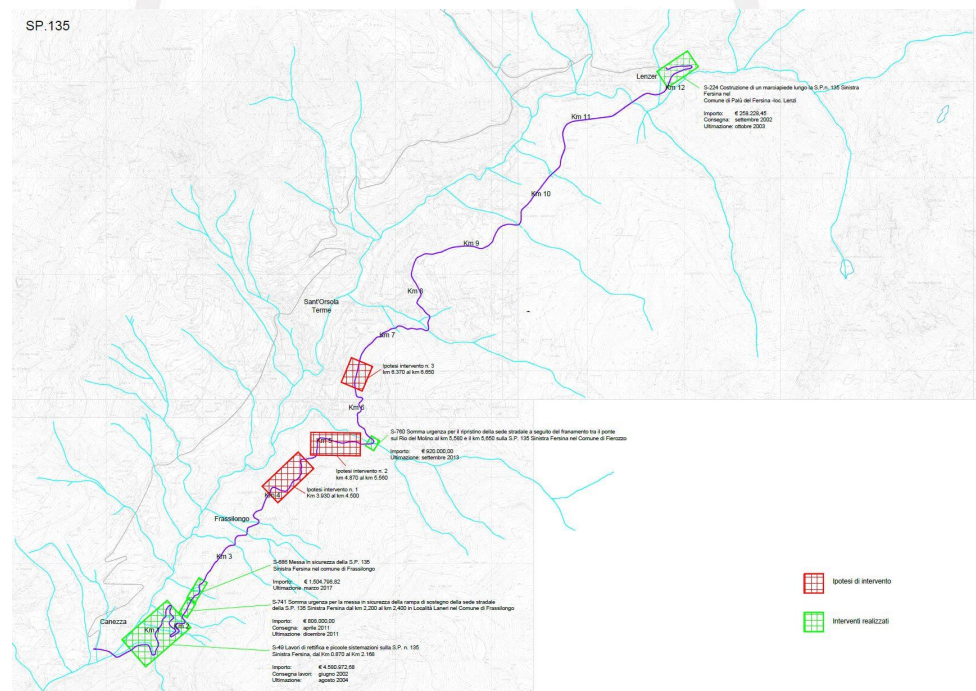 SP.135
Lenzer
Km 12
S-224 Costruzione di un marciapiede lungo la S.P.n. 135 Sinistra
Fersina nel
Comune di Palù del Fersina -loc. Lenzi
Importo: € 259.228,45
Consegna: settembre 2002
Ultimazione: ottobre 2003
Km 11
Km 10
Km 9
Km 8
Sant'Orsola
Terme
Km 7
Ipotesi intervento n. 3
km 6.370 al km 6.650
Km 6
S-760 Somma urgenza per il ripristino della sede stradale a seguito del franamento tra il ponte
sul Rio del Molino al km 5,580 e il km 5,650 sulla S.P. 135 Sinistra Fersina nel Comune di Fierozzo
Importo: € 920.000,00
Ultimazione: settembre 2013
Km 5
Ipotesi intervento n. 2
km 4.870 al km 5.560
Ipotesi intervento n. 1
Km 3.930 al km 4.500
Km 4
Frassilongo
Km 3
S-686 Messa in sicurezza della S.P. 135
Sinistra Fersina nel comune di Frassilongo
Importo: € 1.504.798,82
Ultimazione: marzo 2017
S-741 Somma urgenza per la messa in sicurezza della rampa di sostegno della sede stradale
della S.P. 135 Sinistra Fersina dal km 2,200 al km 2,400 in Località Laneri nel Comune di Frassilongo
Importo: € 808.000,00
Consegna: aprile 2011
Ultimazione: dicembre 2011
Canezza
Km 1
Km 2
S-49 Lavori di rettifica e piccole sistemazioni sulla S.P. n. 135
Sinistra Fersina, dal Km 0.870 al Km 2.168
Importo: € 4.590.972,68
Consegna lavori: giugno 2002
Ultimazione: agosto 2004
Ipotesi di intervento
Interventi realizzati